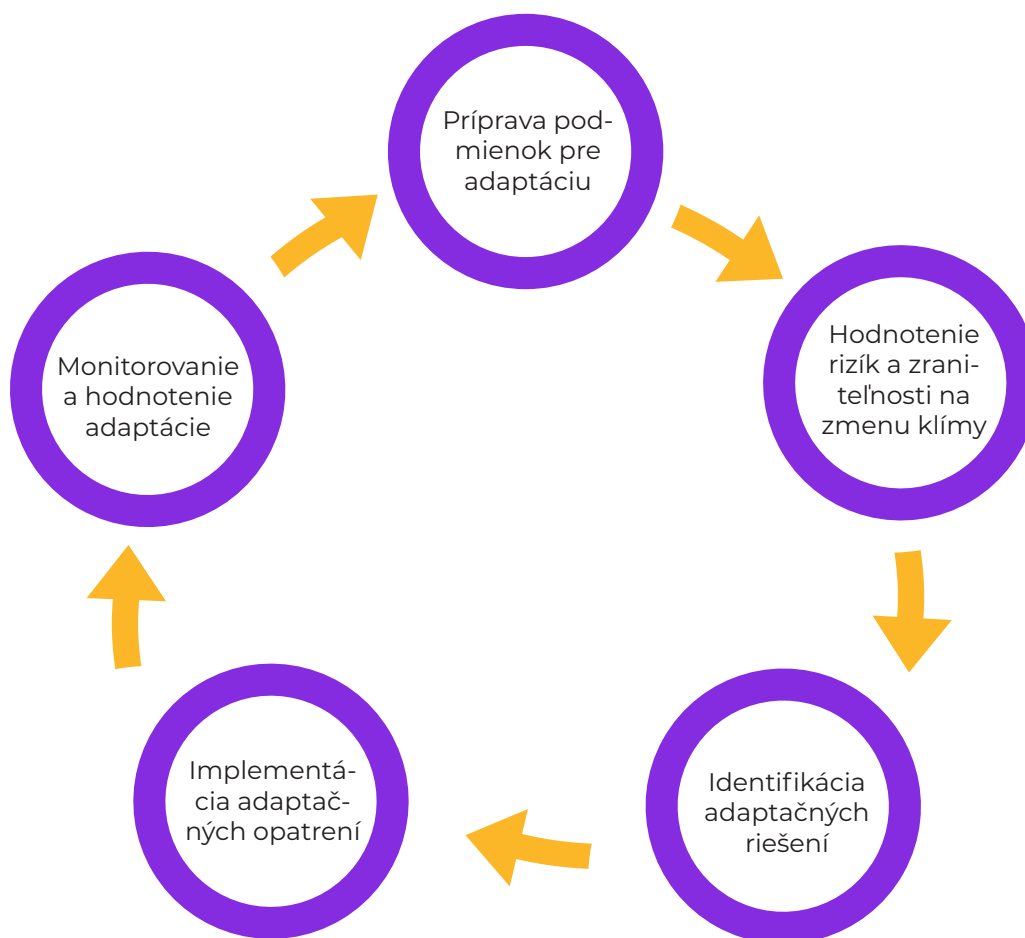 Príprava pod-
mienok pre
adaptáciu
Hodnotenie
rizík a zrani-
teľnosti na
zmenu klímy
Identifikácia
adaptačných
riešení
Implementá-
cia adaptač-
ných opatrení
Monitorovanie
a hodnotenie
adaptácie